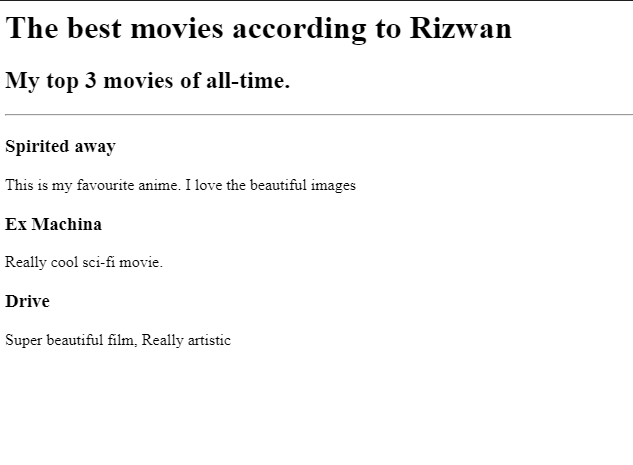 The best movies according to Rizwan
My top 3 movies of all-time.
Spirited away
This is my favourite anime. I love the beautiful images
Ex Machina
Really cool sci-fi movie.
Drive
Super beautiful film, Really artistic